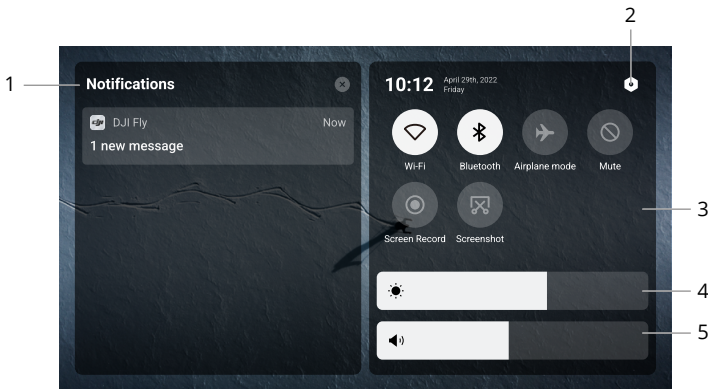 2
1
Notifications
10:12
April 29th, 2022
Friday
DJI Fly
Now
1 new message
Wi-Fi
Bluetooth
Airplane mode
Mute
3
Screen Record
Screenshot
4
5